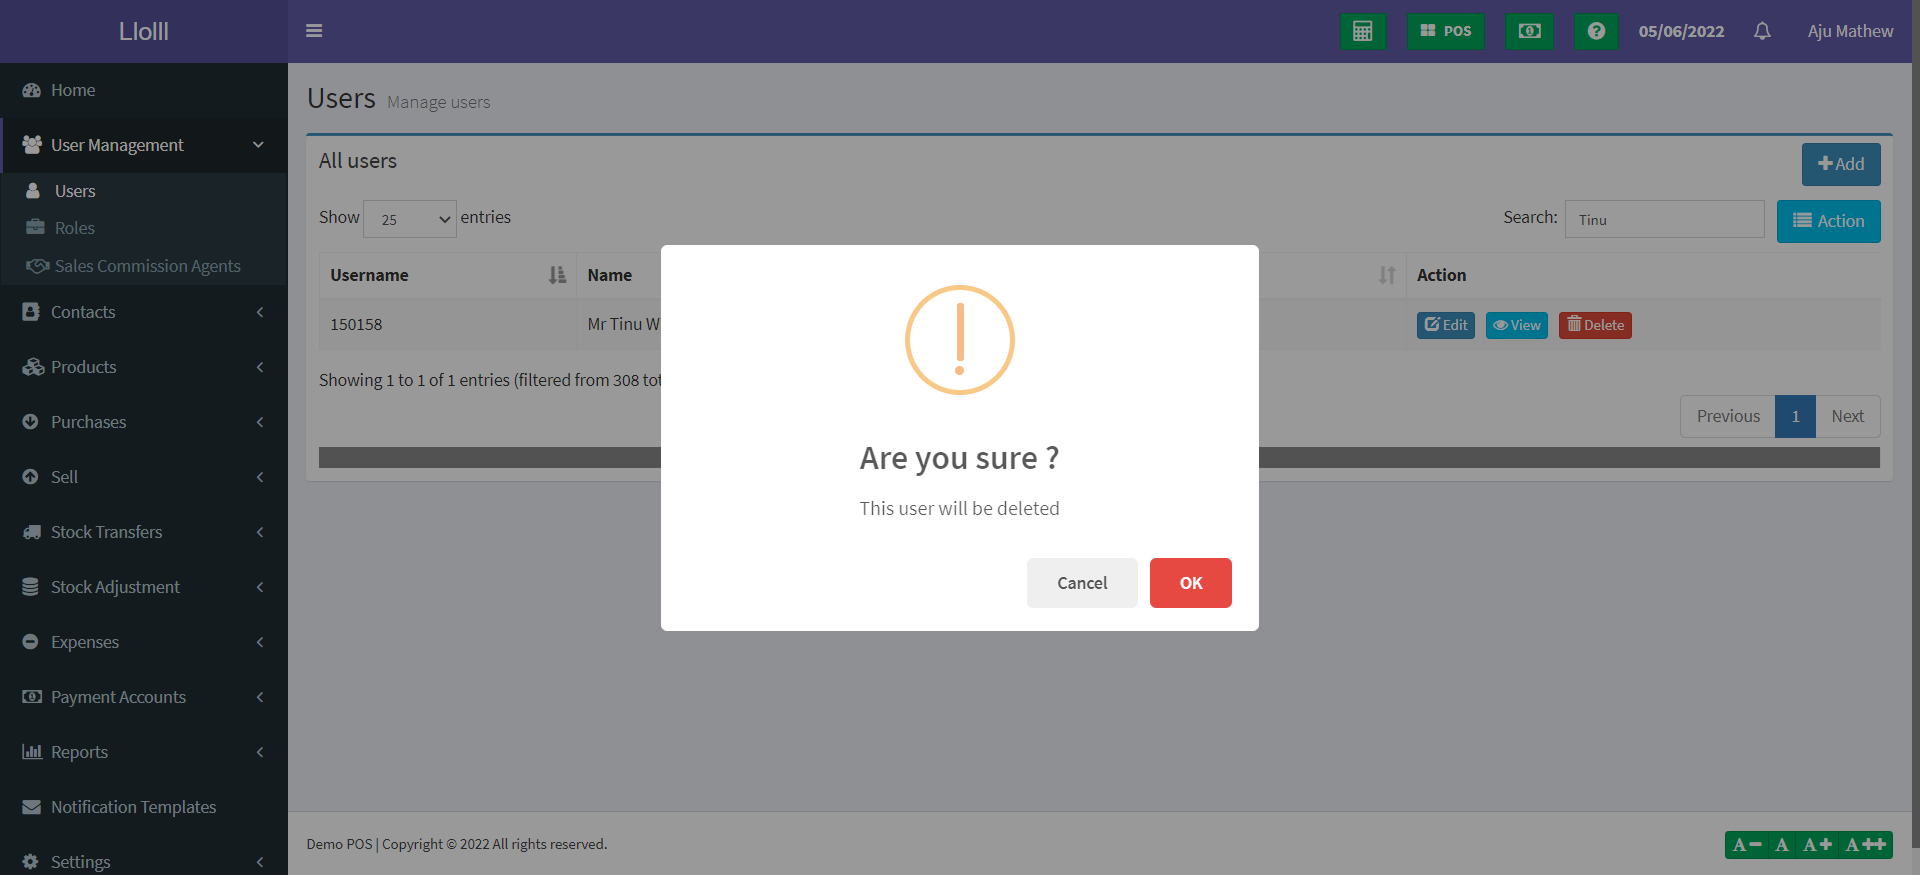 Llolll
POS
05/06/2022
Aju Mathew
Home
User Management
Users
Roles
Sales Commission Agents
Contacts
Products
Purchases
Sell
Stock Transfers
Stock Adjustment
Expenses
Payment Accounts
Reports
Notification Templates
Settings
Users Manage users
All users
Add
Show 25 entries
Search: Tinu
Action
Username Name Action
150158 Mr Tinu W
Edit View Delete
Showing 1 to 1 of 1 entries (filtered from 308
Previous 1 Next
Are you sure ?
This user will be deleted
Cancel OK
Demo POS | Copyright © 2022 All rights reserved.
A A A A